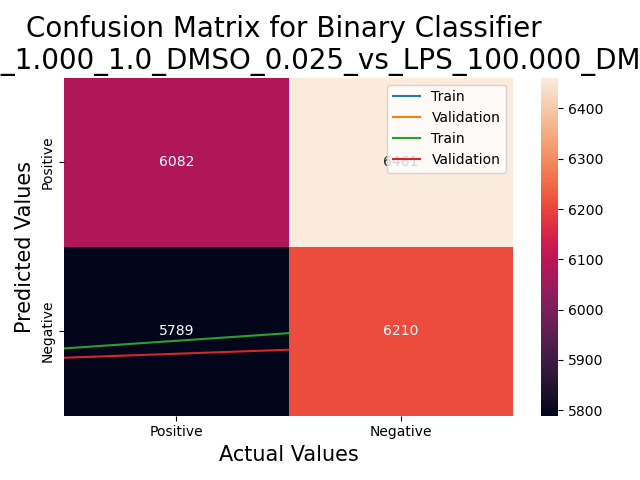 Confusion Matrix for Binary Classifier
_1.000_1.0_DMSO_0.025_vs_LPS_100.000_DM
Train
Validation
Train
Validation
Predicted Values
Positive
Negative
6082
6461
5789
6210
Positive
Negative
Actual Values
6400
6300
6200
6100
6000
5900
5800